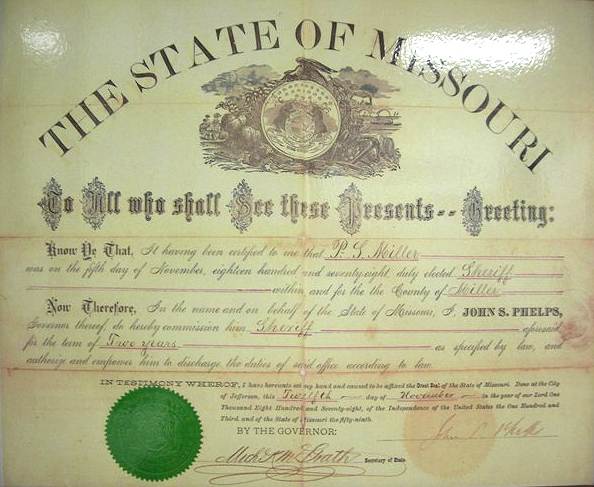 THE STATE OF MISSOURI
To All who shall See these Presents-- Greeting:
Know Ye That, It having been certified to me that P. S. Miller
was on the fifth day of November, eighteen hundred and seventy-eight, duly elected Sheriff
within and for the County of Miller
Now Therefore, In the name and on behalf of the State of Missouri, I, JOHN S. PHELPS,
Governor thereof, do hereby commission him Sheriff aforesaid,
for the term of Two years as specified by law, and
authorize and empower him to discharge the duties of said office according to law.
IN TESTIMONY WHEREOF, I have hereunto set my hand and caused to be affixed the Great Seal of the State of Missouri. Done at the City
of Jefferson, this Twelfth day of November in the year of our Lord One
Thousand Eight Hundred and Seventy-eight, of the Independence of the United States the One Hundred and
Third, and of the State of Missouri the fifty-ninth.
BY THE GOVERNOR:
John S. Phelps
Mich K McGrath Secretary of State.